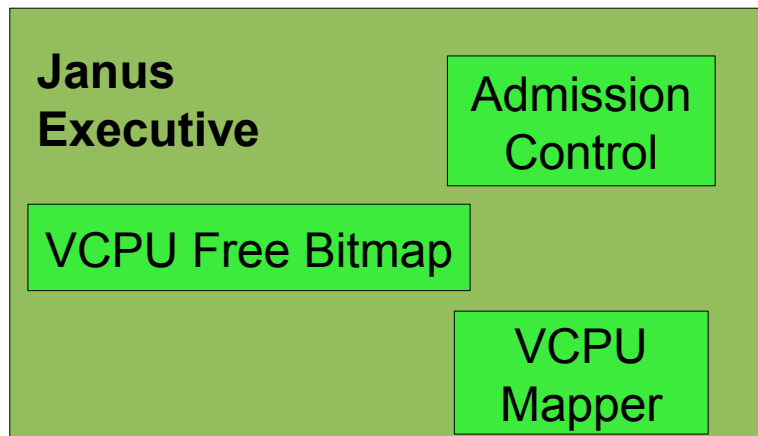 Janus
Executive
Admission
Control
VCPU Free Bitmap
VCPU
Mapper